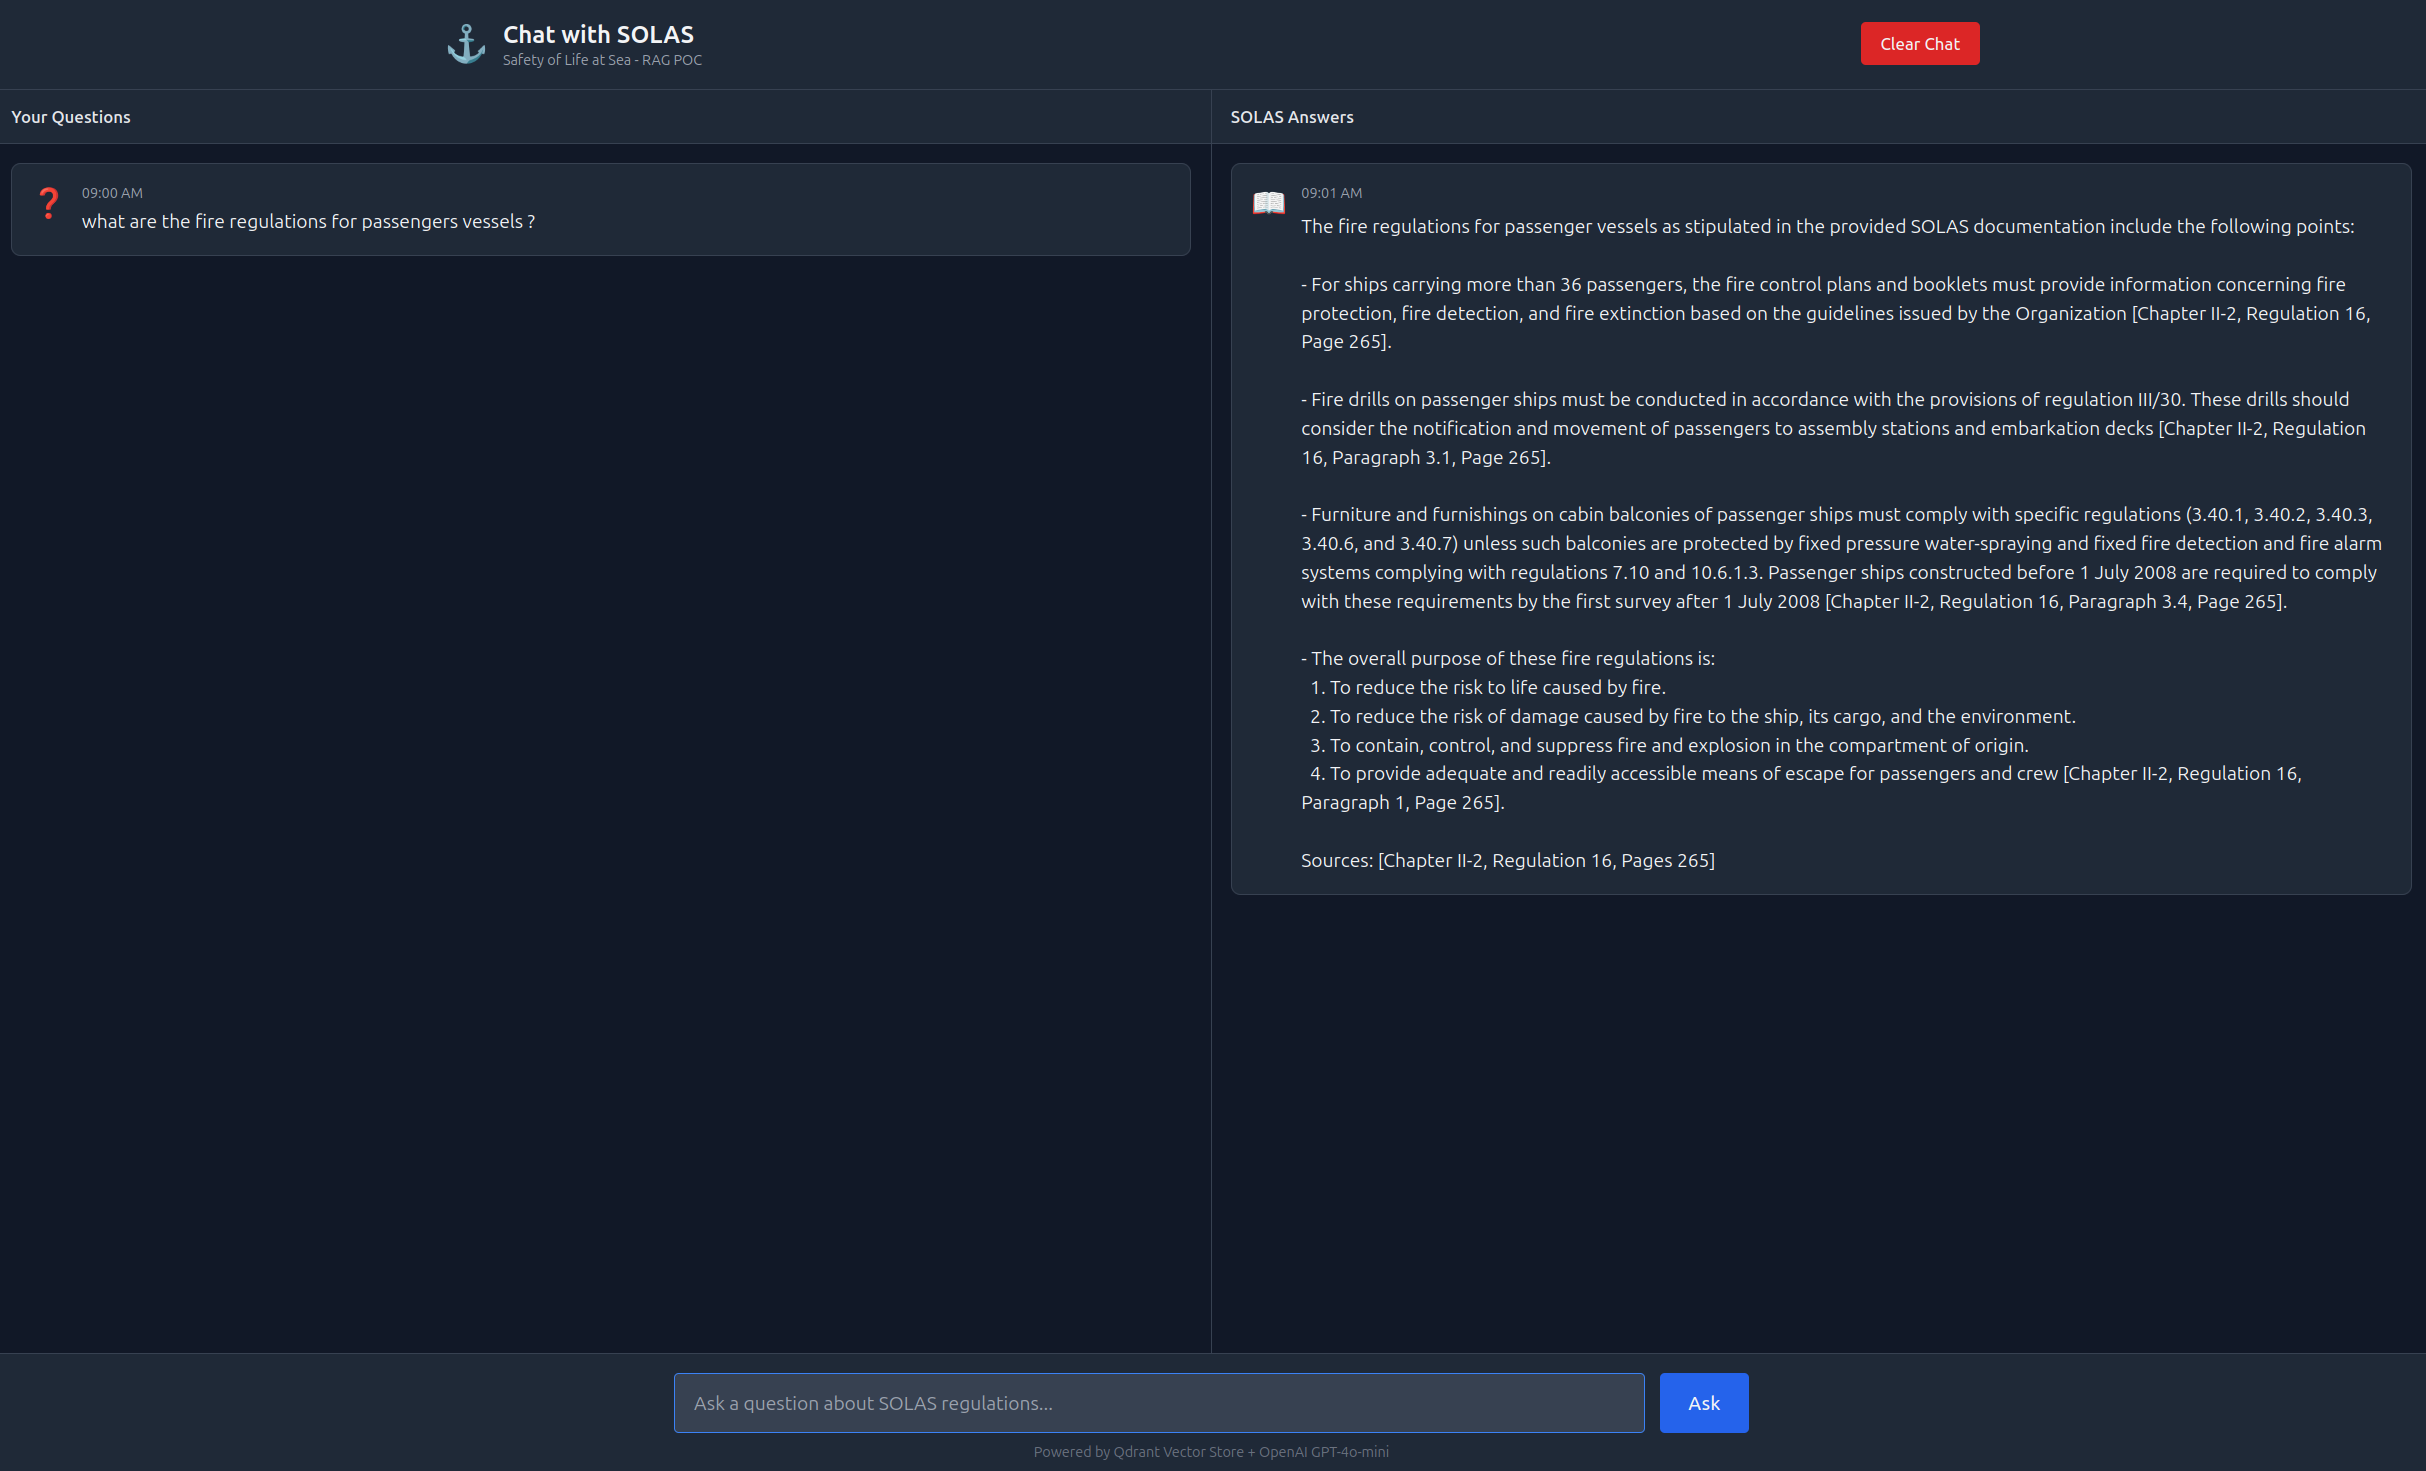 Chat with SOLAS
Safety of Life at Sea - RAG POC
Clear Chat
Your Questions
SOLAS Answers
09:00 AM
what are the fire regulations for passengers vessels ?
09:01 AM
The fire regulations for passenger vessels as stipulated in the provided SOLAS documentation include the following points:
- For ships carrying more than 36 passengers, the fire control plans and booklets must provide information concerning fire
protection, fire detection, and fire extinction based on the guidelines issued by the Organization [Chapter II-2, Regulation 16,
Page 265].
- Fire drills on passenger ships must be conducted in accordance with the provisions of regulation III/30. These drills should
consider the notification and movement of passengers to assembly stations and embarkation decks [Chapter II-2, Regulation
16, Paragraph 3.1, Page 265].
- Furniture and furnishings on cabin balconies of passenger ships must comply with specific regulations (3.40.1, 3.40.2, 3.40.3,
3.40.6, and 3.40.7) unless such balconies are protected by fixed pressure water-spraying and fixed fire detection and fire alarm
systems complying with regulations 7.10 and 10.6.1.3. Passenger ships constructed before 1 July 2008 are required to comply
with these requirements by the first survey after 1 July 2008 [Chapter II-2, Regulation 16, Paragraph 3.4, Page 265].
- The overall purpose of these fire regulations is:
1. To reduce the risk to life caused by fire.
2. To reduce the risk of damage caused by fire to the ship, its cargo, and the environment.
3. To contain, control, and suppress fire and explosion in the compartment of origin.
4. To provide adequate and readily accessible means of escape for passengers and crew [Chapter II-2, Regulation 16,
Paragraph 1, Page 265].
Sources: [Chapter II-2, Regulation 16, Pages 265]
Ask a question about SOLAS regulations...
Ask
Powered by Qdrant Vector Store + OpenAI GPT-4o-mini